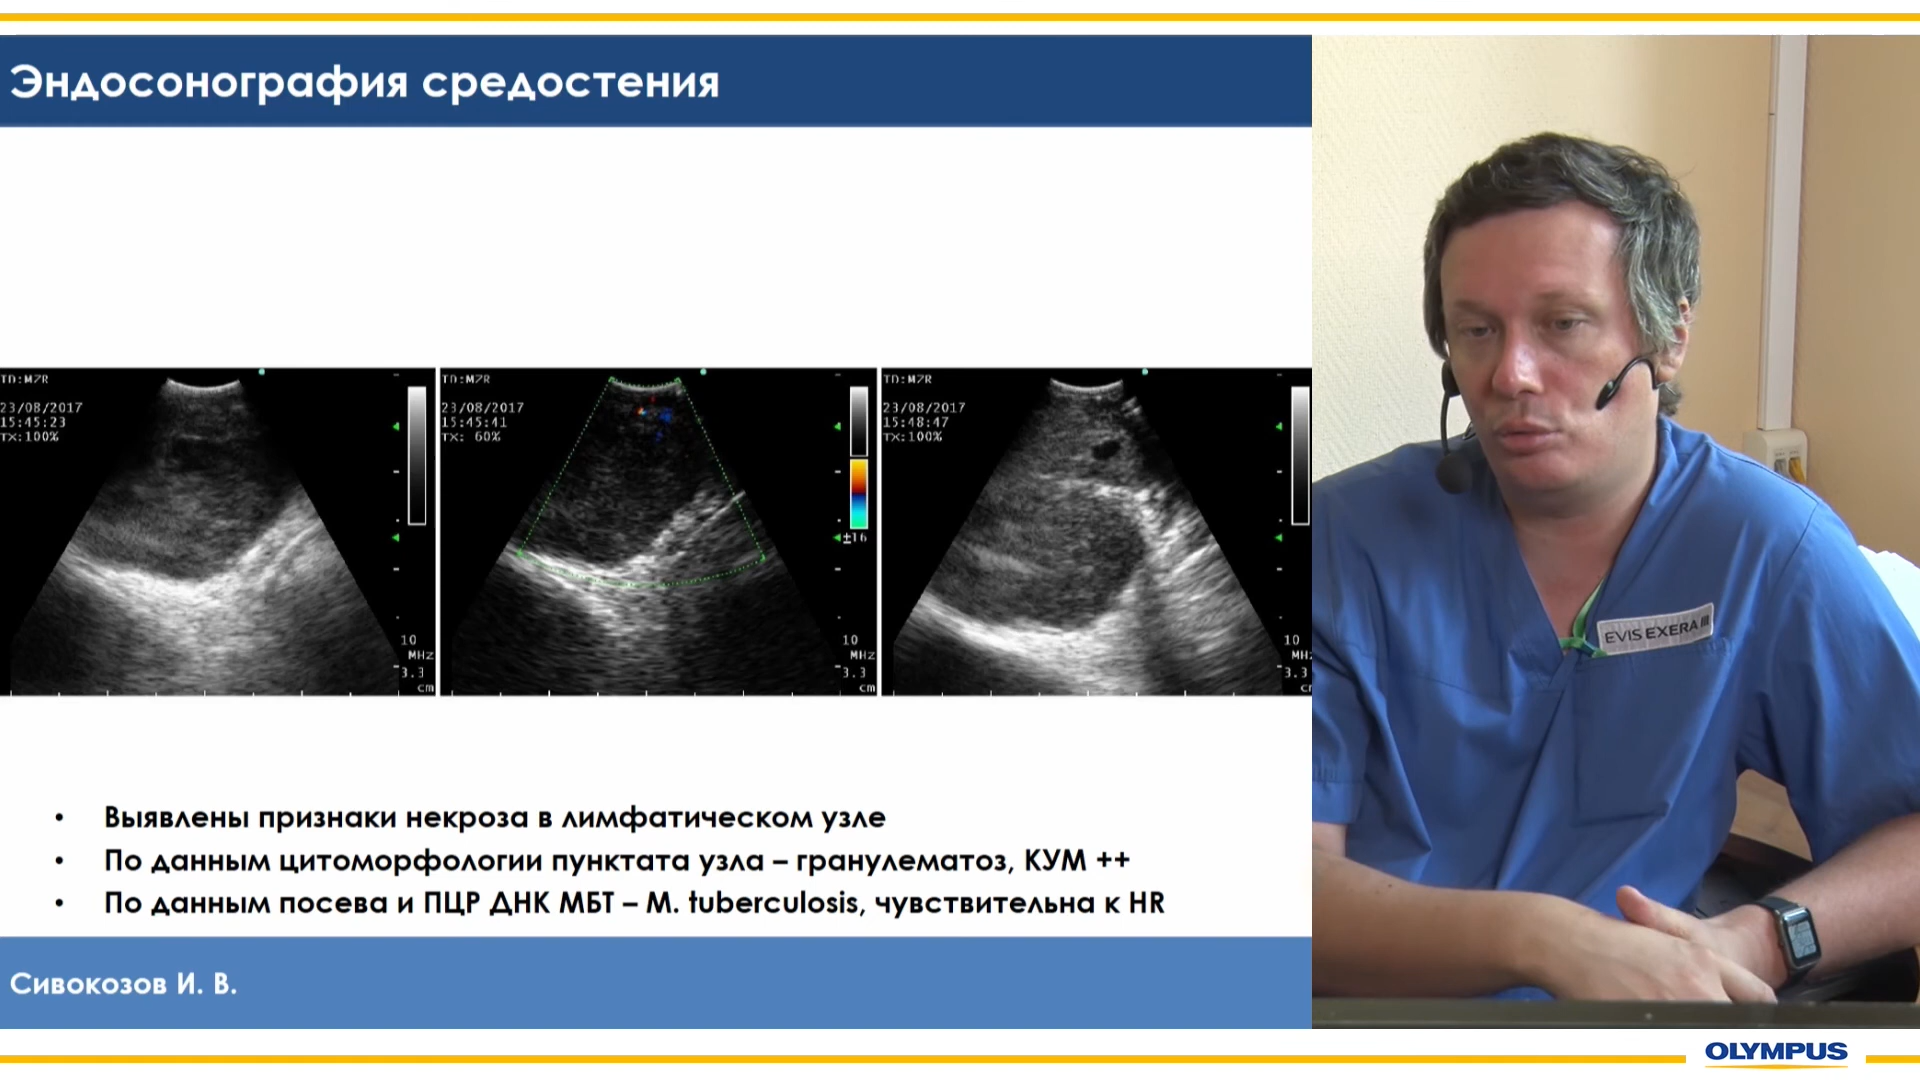 Эндосонография средостения
TD:MZR
23/08/2017
15:45:23
TX:100%
10
MHz
3.3
cm
TD:MZR
23/08/2017
15:45:41
TX: 60%
±16
10
MHz
3.3
cm
TD:MZR
23/08/2017
15:48:47
TX:100%
10
MHz
3.3
• Выявлены признаки некроза в лимфатическом узле
• По данным цитоморфологии пунктата узла – гранулематоз, КУМ ++
• По данным посева и ПЦР ДНК МБТ – M. tuberculosis, чувствительна к HR
Сивокозов И. В.
EVIS EXERA III
OLYMPUS